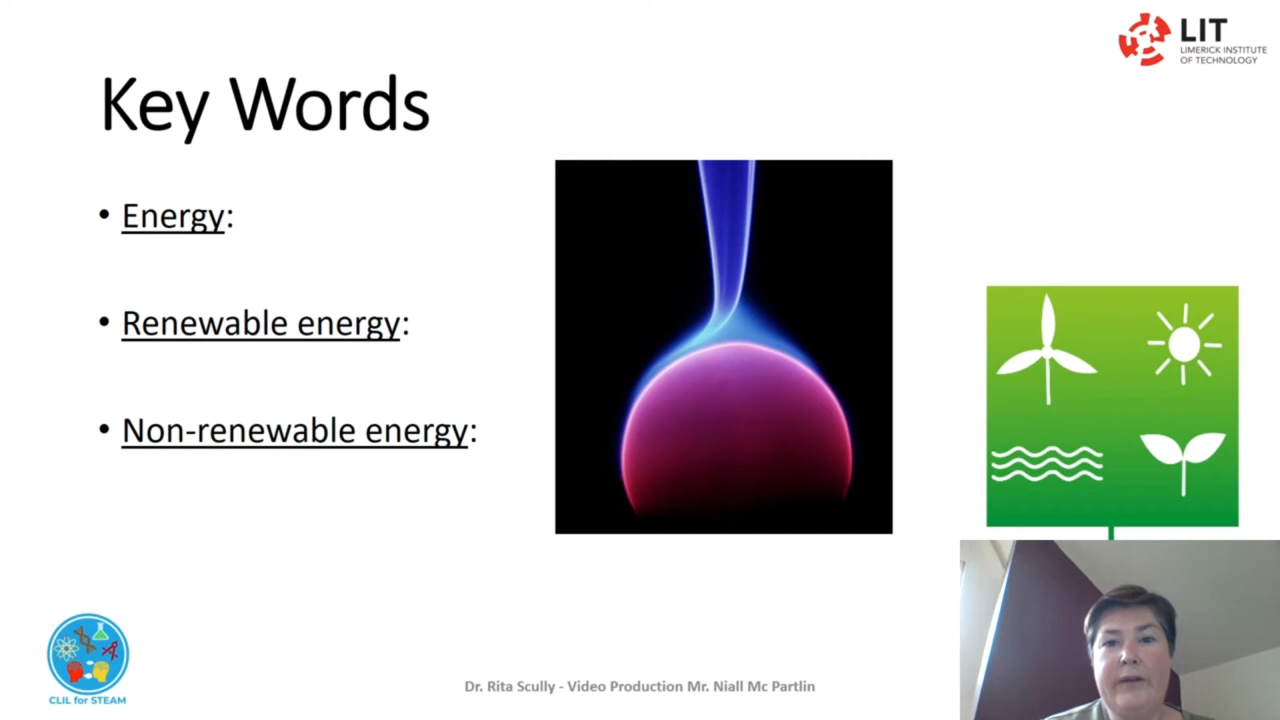 LIT
LIMERICK INSTITUTE
OF TECHNOLOGY
Key Words
• Energy:
• Renewable energy:
• Non-renewable energy:
CLIL for STEAM
Dr. Rita Scully - Video Production Mr. Niall Mc Partlin